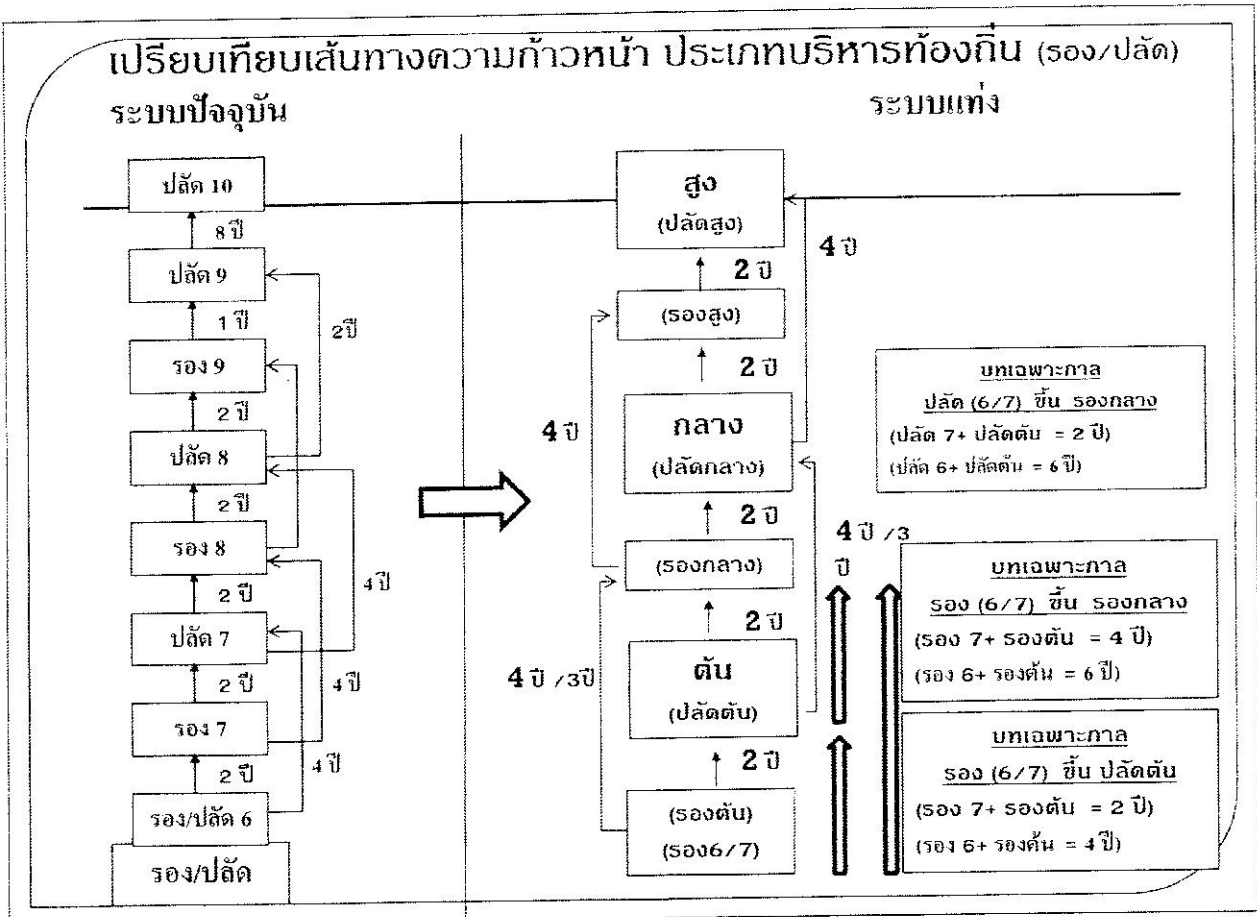 เปรียบเทียบเส้นทางความก้าวหน้า ประเภทบริหารท้องถิ่น (รอง/ปลัด)
ระบบปัจจุบัน
ปลัด 10
8 ปี
ปลัด 9
1 ปี
2ปี
รอง 9
2 ปี
ปลัด 8
2 ปี
รอง 8
4 ปี
2 ปี
ปลัด 7
2 ปี
4 ปี
รอง 7
2 ปี
4 ปี
รอง/ปลัด 6
รอง/ปลัด
ระบบแท่ง
สูง
(ปลัดสูง)
4 ปี
2 ปี
(รองสูง)
2 ปี
4 ปี
กลาง
(ปลัดกลาง)
2 ปี
4 ปี /3
ปี
(รองกลาง)
2 ปี
4 ปี /3ปี
ต้น
(ปลัดต้น)
2 ปี
(รองต้น)
(รอง6/7)
บทเฉพาะกาล
ปลัด (6/7) ขึ้น รองกลาง
(ปลัด 7+ ปลัดต้น = 2 ปี)
(ปลัด 6+ ปลัดต้น = 6 ปี)
บทเฉพาะกาล
รอง (6/7) ขึ้น รองกลาง
(รอง 7+ รองต้น = 4 ปี)
(รอง 6+ รองต้น = 6 ปี)
บทเฉพาะกาล
รอง (6/7) ขึ้น ปลัดต้น
(รอง 7+ รองต้น = 2 ปี)
(รอง 6+ รองต้น = 4 ปี)